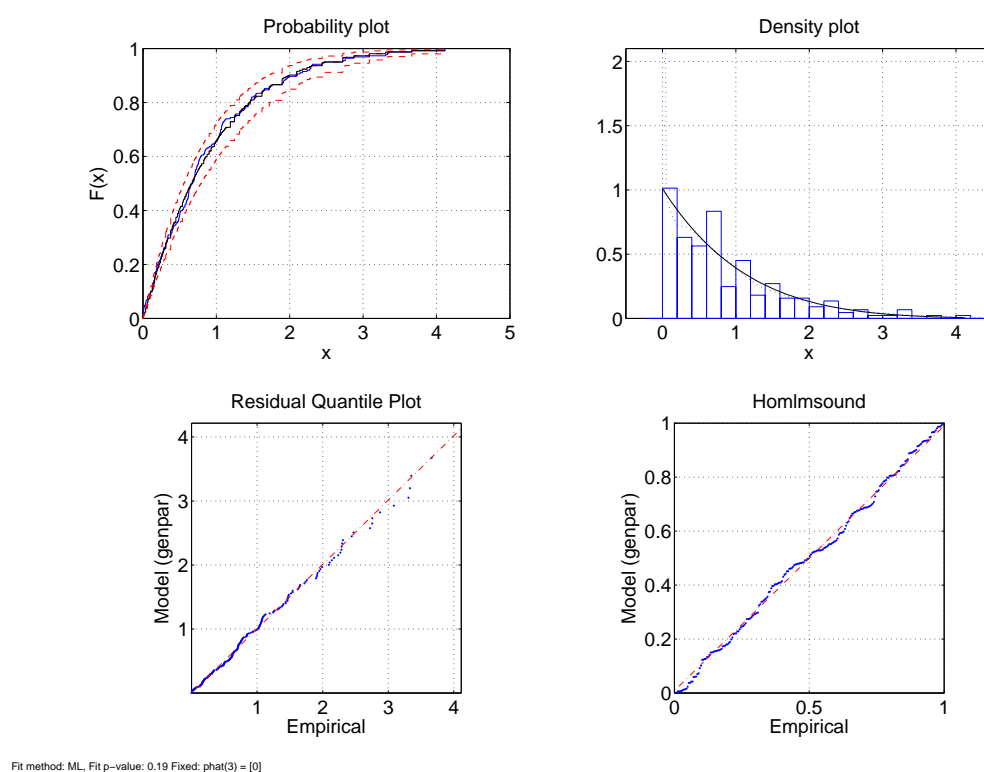 Probability plot
F(x)
1
0.8
0.6
0.4
0.2
0
0 1 2 3 4 5
x
Density plot
2
1.5
1
0.5
0
0 1 2 3 4
x
Residual Quantile Plot
Model (genpar)
4
3
2
1
1 2 3 4
Empirical
Homlmsound
Model (genpar)
1
0.8
0.6
0.4
0.2
0
0 0.5 1
Empirical
Fit method: ML, Fit p−value: 0.19 Fixed: phat(3) = [0]